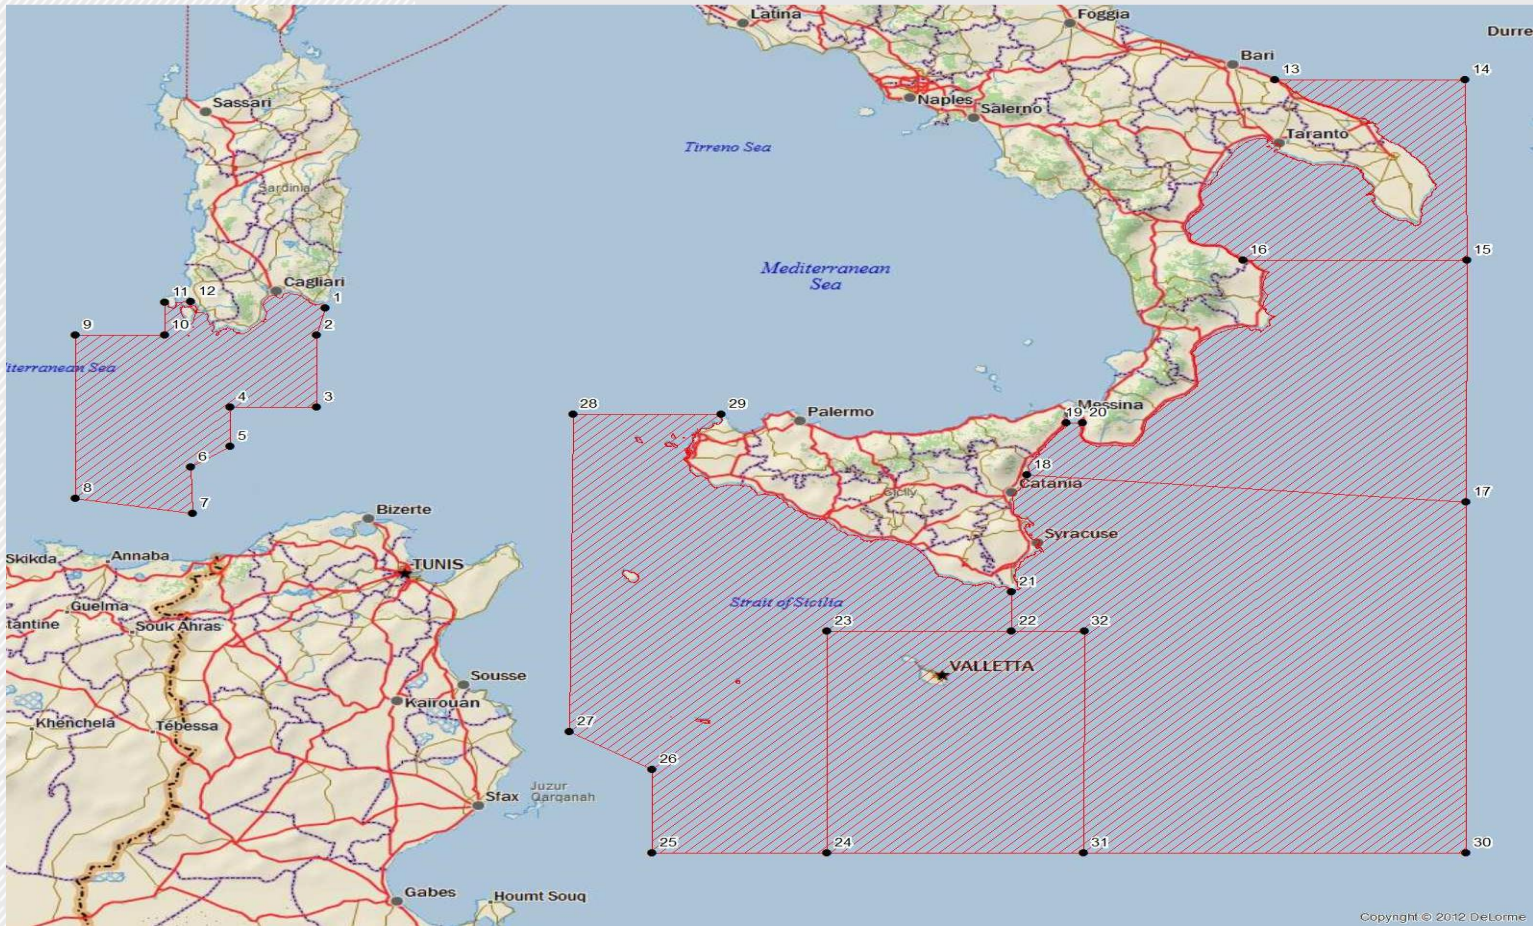 Latina
Foggia
Durre
Bari
13
14
Sassari
Naples
Salerno
Taranto
Tirreno Sea
Sardinia
Mediterranean
Sea
16
15
Cagliari
11
12
1
9
10
2
iterranean Sea
4
3
28
29
Palermo
Messina
19
20
5
6
18
Catania
Sicily
8
7
17
Bizerte
Syracuse
Skikda
Annaba
TUNIS
21
Guelma
Strait of Sicilia
tantine
Souk Ahras
23
22
32
VALLETTA
Sousse
Kairouan
Khenchela
Tébessa
27
26
Juzur
Qarqanah
Sfax
25
24
31
30
Gabes
Houmt Souq
Copyright © 2012 DeLorme